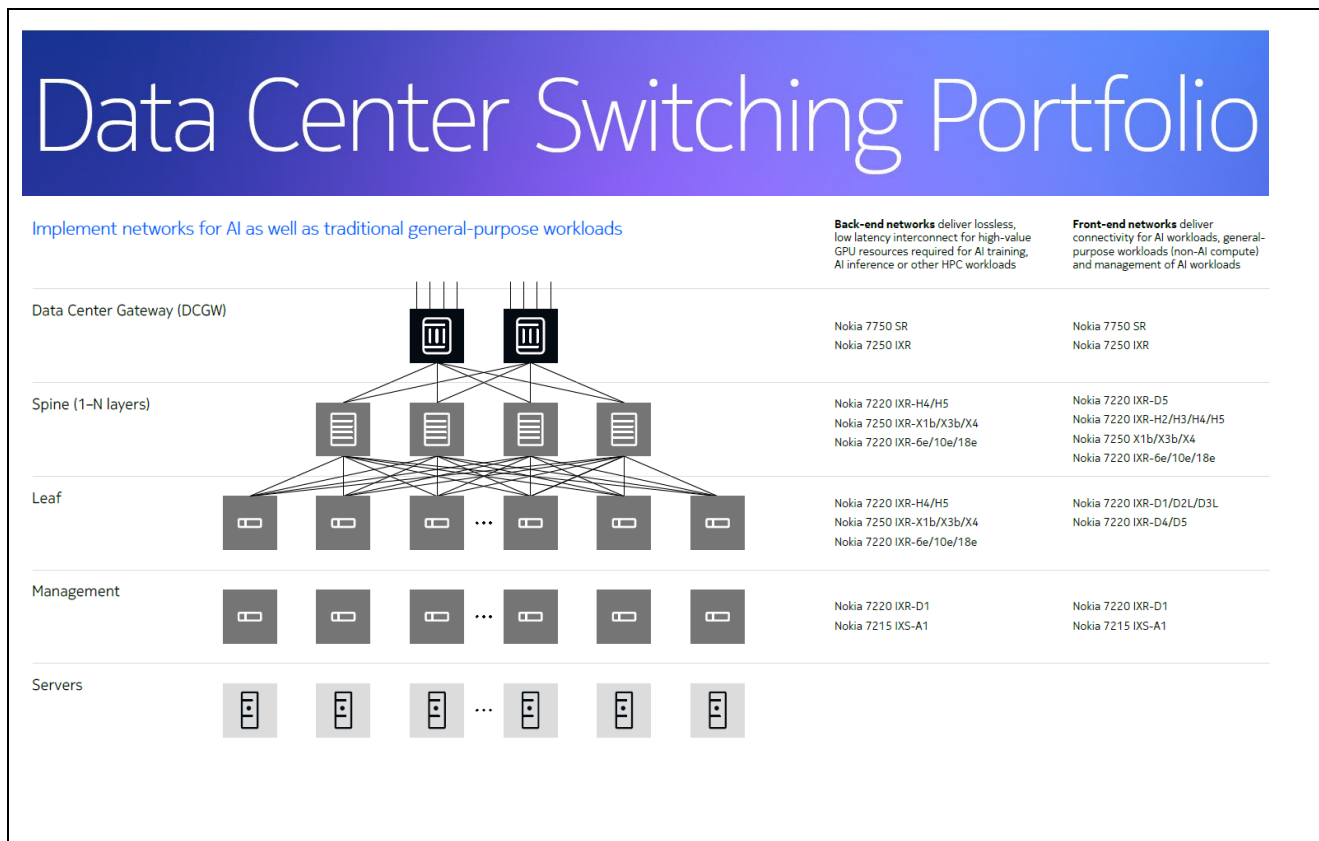 Data Center Switching Portfolio
Implement networks for AI as well as traditional general-purpose workloads
Back-end networks deliver lossless,
low latency interconnect for high-value
GPU resources required for AI training,
AI inference or other HPC workloads
Front-end networks deliver
connectivity for AI workloads, general-
purpose workloads (non-AI compute)
and management of AI workloads
Data Center Gateway (DCGW)
Nokia 7750 SR
Nokia 7250 IXR
Nokia 7750 SR
Nokia 7250 IXR
Spine (1–N layers)
Nokia 7220 IXR-H4/H5
Nokia 7250 IXR-X1b/X3b/X4
Nokia 7220 IXR-6e/10e/18e
Nokia 7220 IXR-D5
Nokia 7220 IXR-H2/H3/H4/H5
Nokia 7250 X1b/X3b/X4
Nokia 7220 IXR-6e/10e/18e
Leaf
...
Nokia 7220 IXR-H4/H5
Nokia 7250 IXR-X1b/X3b/X4
Nokia 7220 IXR-6e/10e/18e
Nokia 7220 IXR-D1/D2L/D3L
Nokia 7220 IXR-D4/D5
Management
...
Nokia 7220 IXR-D1
Nokia 7215 IXS-A1
Nokia 7220 IXR-D1
Nokia 7215 IXS-A1
Servers
...